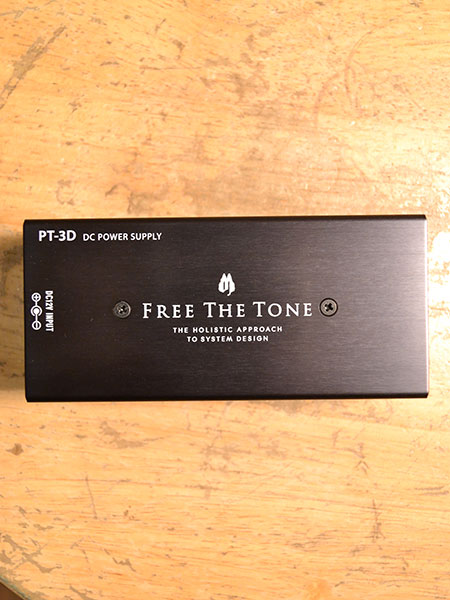 PT-3D DC POWER SUPPLY
DC12V INPUT
FREE THE TONE
THE HOLISTIC APPROACH
TO SYSTEM DESIGN